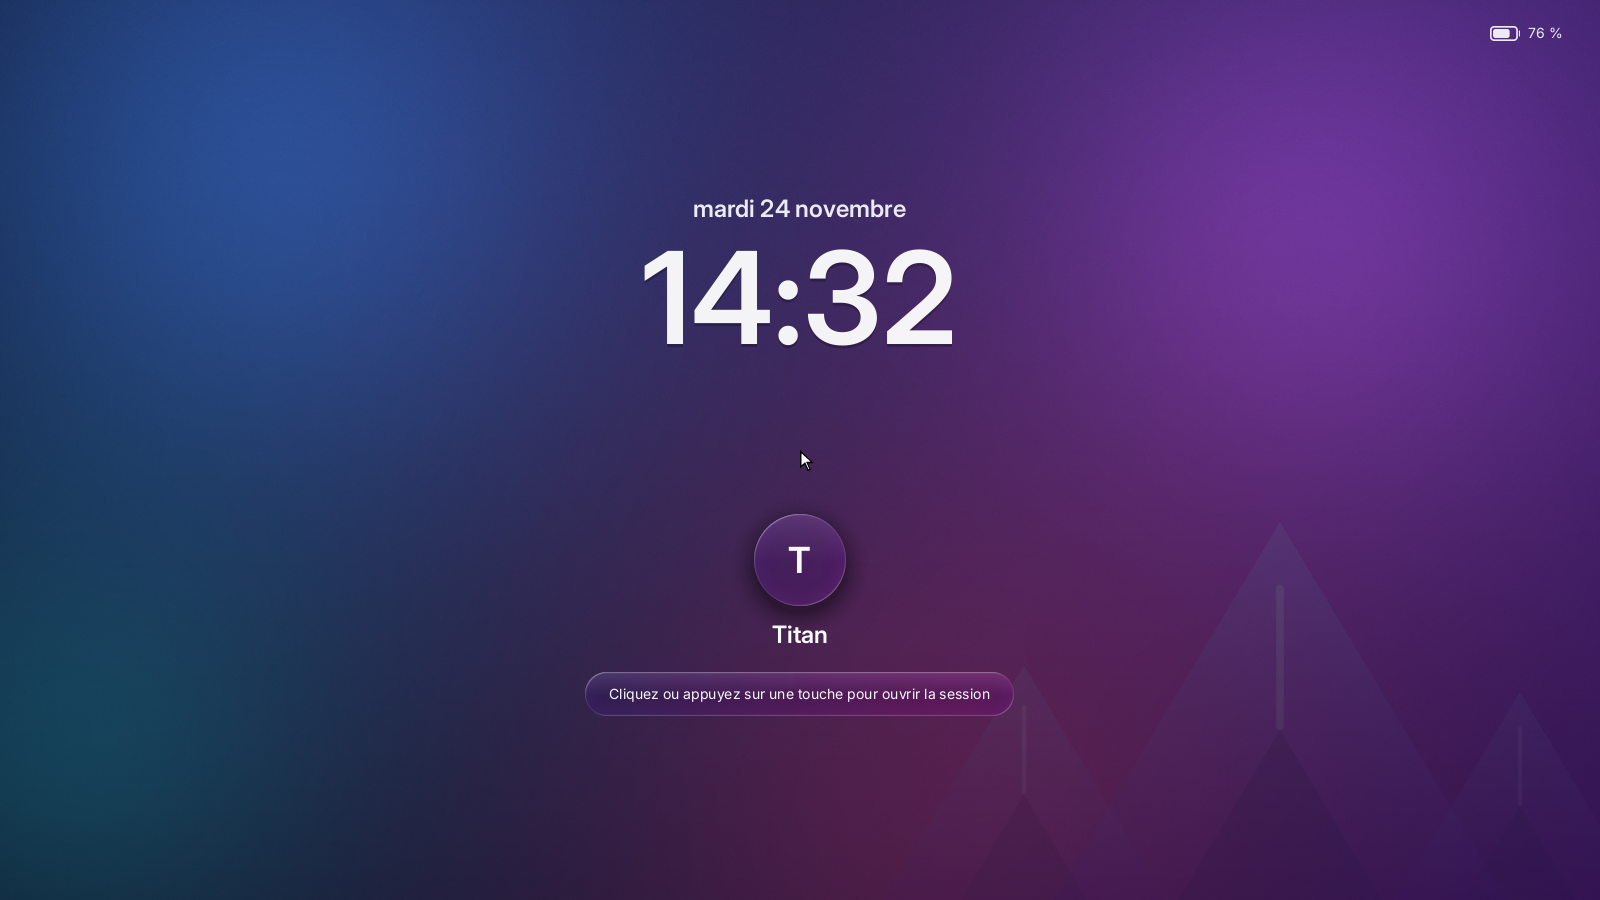 76 %
mardi 24 novembre
14:32
T
Titan
Cliquez ou appuyez sur une touche pour ouvrir la session